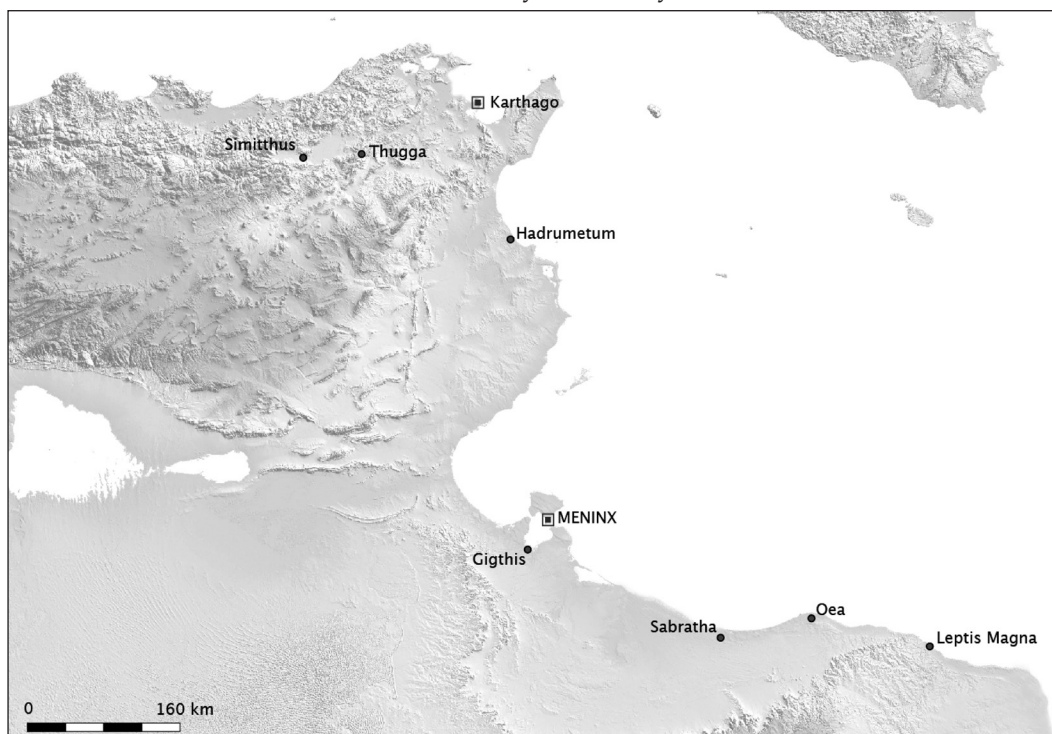 Karthago
Simitthus
Thugga
Hadrumetum
MENINX
Gigthis
Oea
Sabratha
Leptis Magna
0 160 km